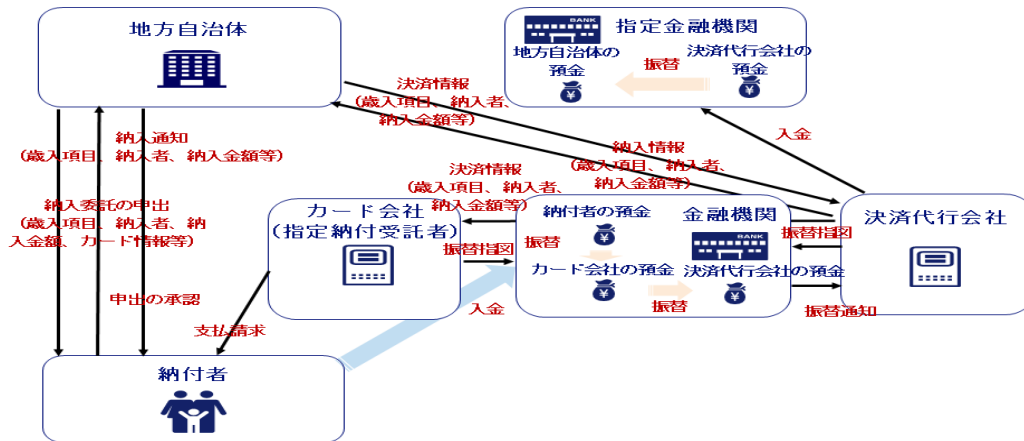 地方自治体
BANK
指定金融機関
地方自治体の
預金
振替
決済代行会社の
預金
決済情報
(歳入項目、納入者、
納入金額等)
納入通知
(歳入項目、納入者、納入金額等)
入金
納入情報
(歳入項目、納入者、
納入金額等)
決済情報
(歳入項目、納入者、
納入金額等)
納入委託の申出
(歳入項目、納入者、納
入金額、カード情報等)
カード会社
(指定納付受託者)
納付者の預金
金融機関
BANK
決済代行会社
振替指図
振替
振替指図
カード会社の預金
決済代行会社の預金
申出の承認
入金
振替
振替通知
支払請求
納付者